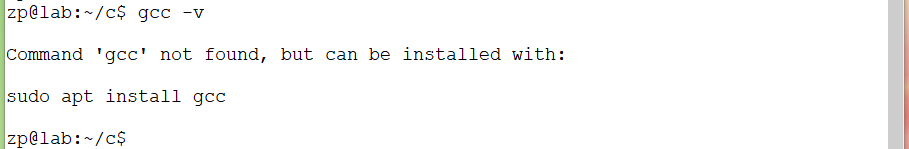 zp@lab:~/c$ gcc -v
Command 'gcc' not found, but can be installed with:
sudo apt install gcc
zp@lab:~/c$